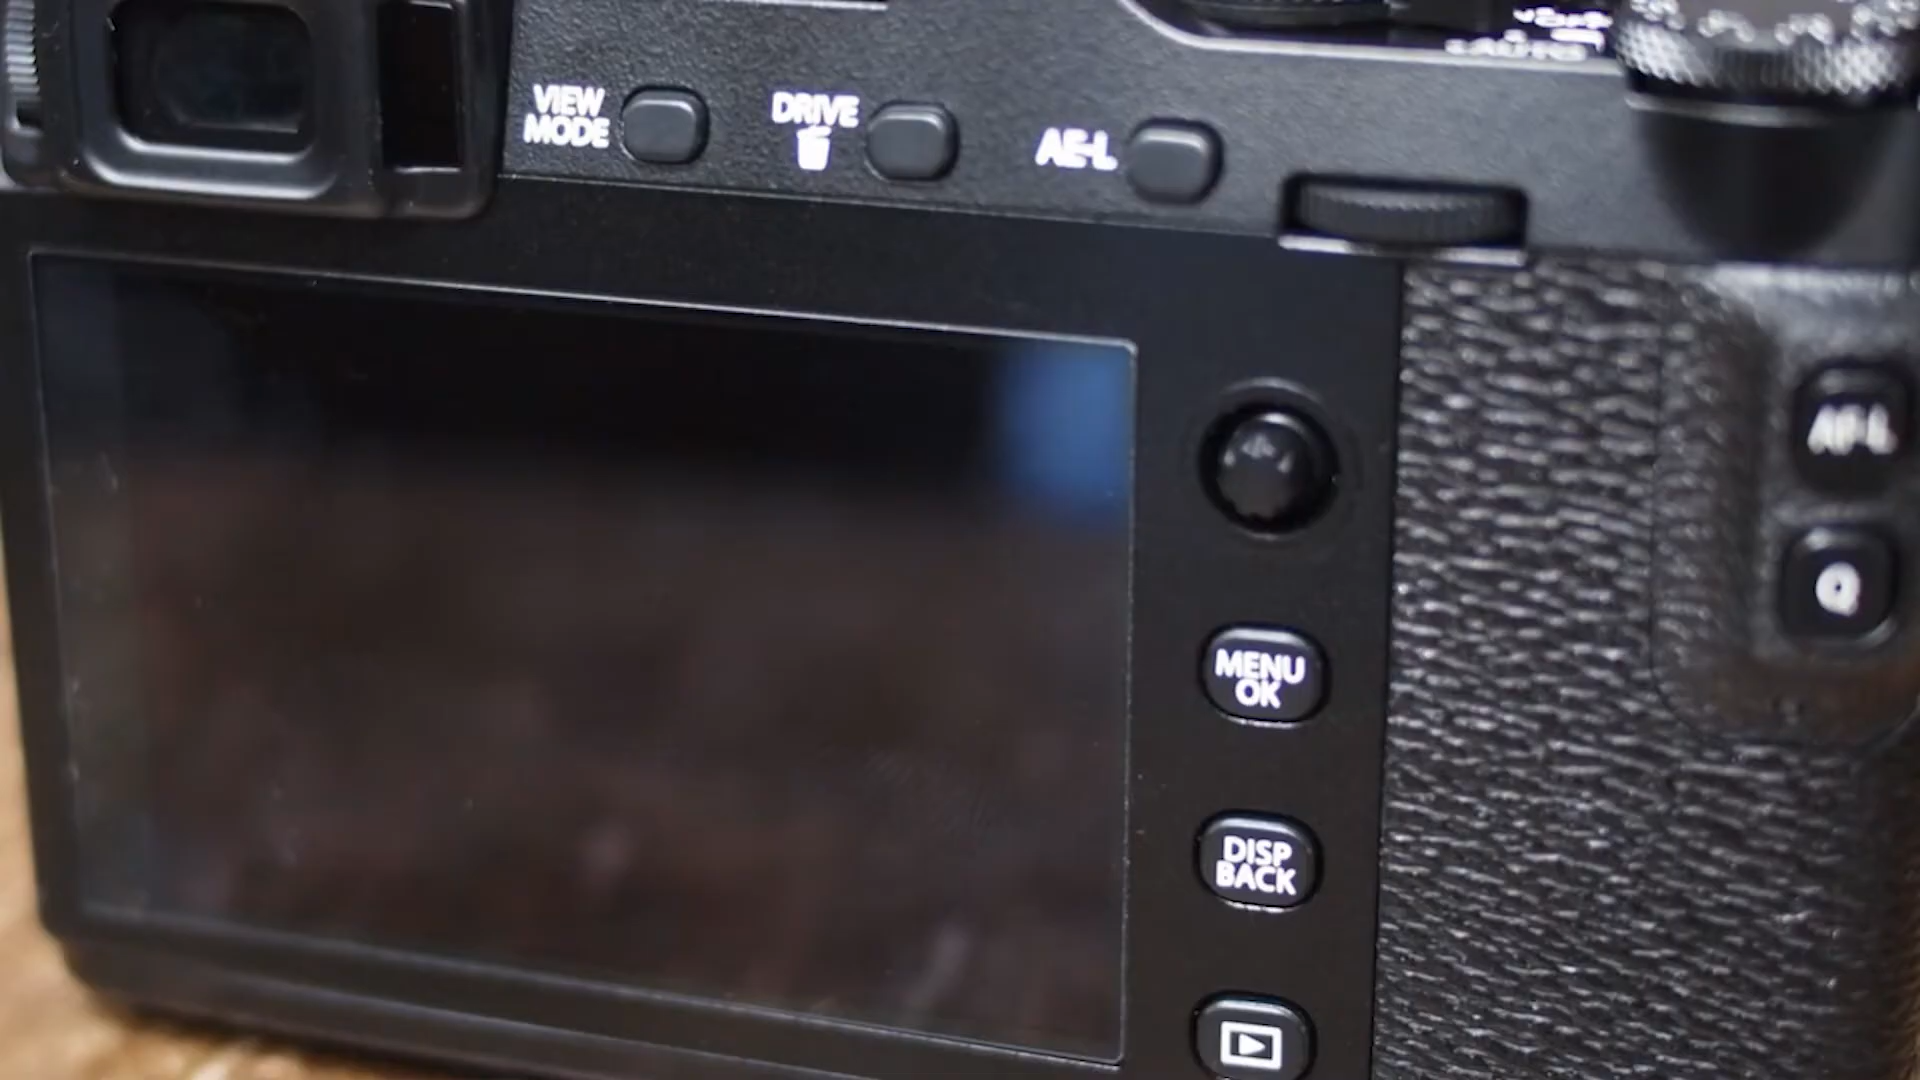 VIEW
MODE
DRIVE
AE-L
AF-L
Q
MENU
OK
DISP
BACK